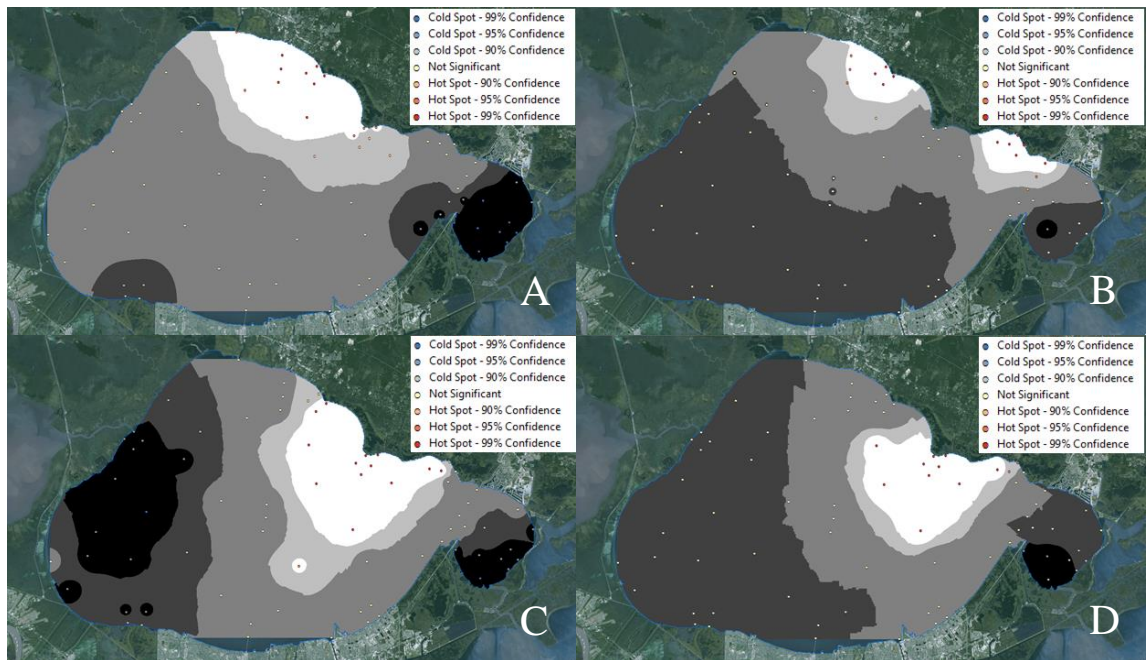 Cold Spot - 99% Confidence
Cold Spot - 95% Confidence
Cold Spot - 90% Confidence
Not Significant
Hot Spot - 90% Confidence
Hot Spot - 95% Confidence
Hot Spot - 99% Confidence
A
Cold Spot - 99% Confidence
Cold Spot - 95% Confidence
Cold Spot - 90% Confidence
Not Significant
Hot Spot - 90% Confidence
Hot Spot - 95% Confidence
Hot Spot - 99% Confidence
B
Cold Spot - 99% Confidence
Cold Spot - 95% Confidence
Cold Spot - 90% Confidence
Not Significant
Hot Spot - 90% Confidence
Hot Spot - 95% Confidence
Hot Spot - 99% Confidence
C
Cold Spot - 99% Confidence
Cold Spot - 95% Confidence
Cold Spot - 90% Confidence
Not Significant
Hot Spot - 90% Confidence
Hot Spot - 95% Confidence
Hot Spot - 99% Confidence
D